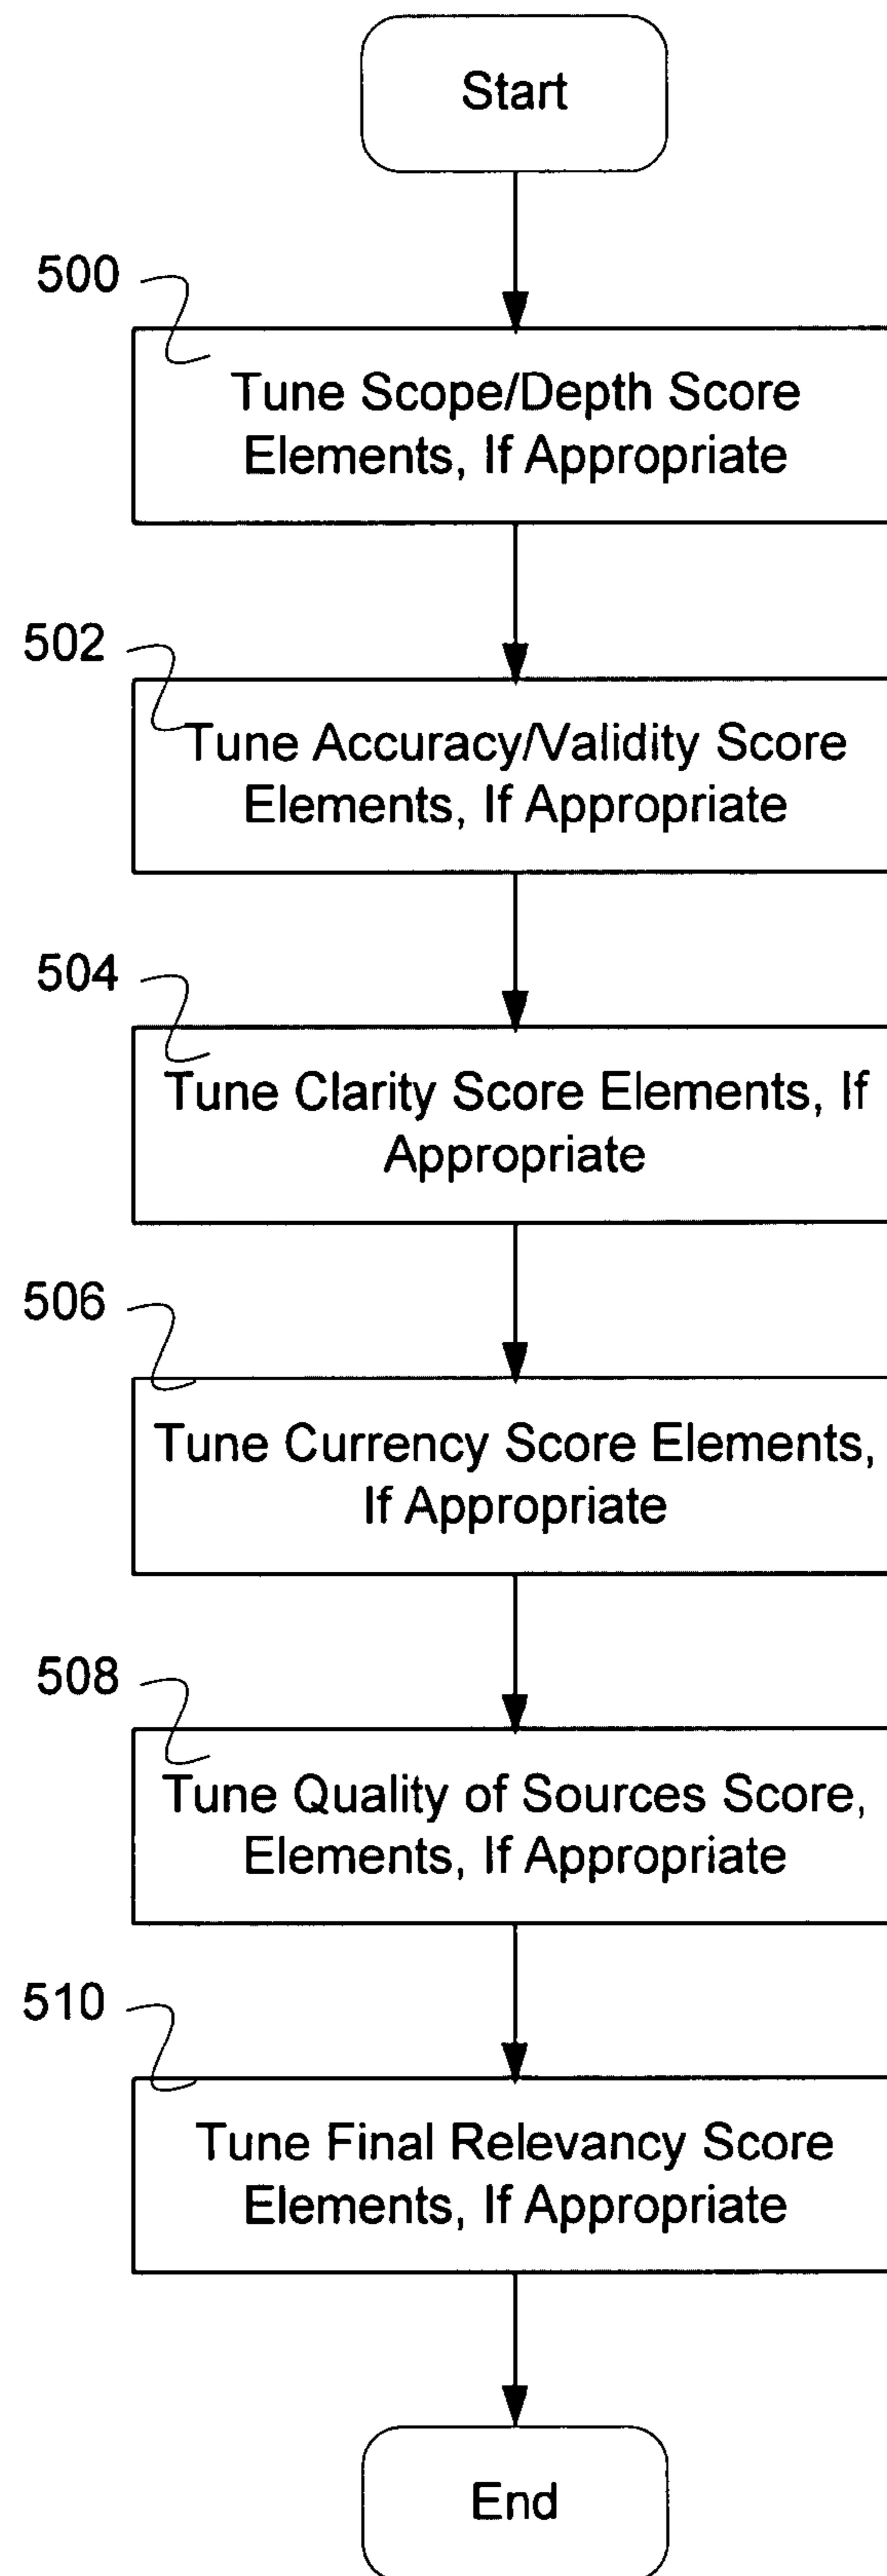 Start
500
Tune Scope/Depth Score
Elements, If Appropriate
502
Tune Accuracy/Validity Score
Elements, If Appropriate
504
Tune Clarity Score Elements, If
Appropriate
506
Tune Currency Score Elements,
If Appropriate
508
Tune Quality of Sources Score,
Elements, If Appropriate
510
Tune Final Relevancy Score
Elements, If Appropriate
End